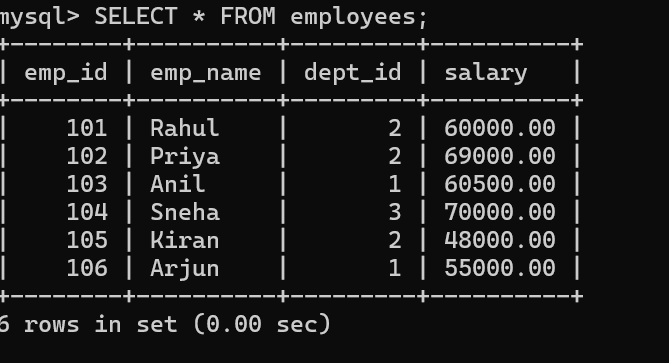 mysql> SELECT * FROM employees;
+--------+----------+---------+----------+
| emp_id | emp_name | dept_id | salary   |
+--------+----------+---------+----------+
|    101 | Rahul    |       2 | 60000.00 |
|    102 | Priya    |       2 | 69000.00 |
|    103 | Anil     |       1 | 60500.00 |
|    104 | Sneha    |       3 | 70000.00 |
|    105 | Kiran    |       2 | 48000.00 |
|    106 | Arjun    |       1 | 55000.00 |
+--------+----------+---------+----------+
6 rows in set (0.00 sec)